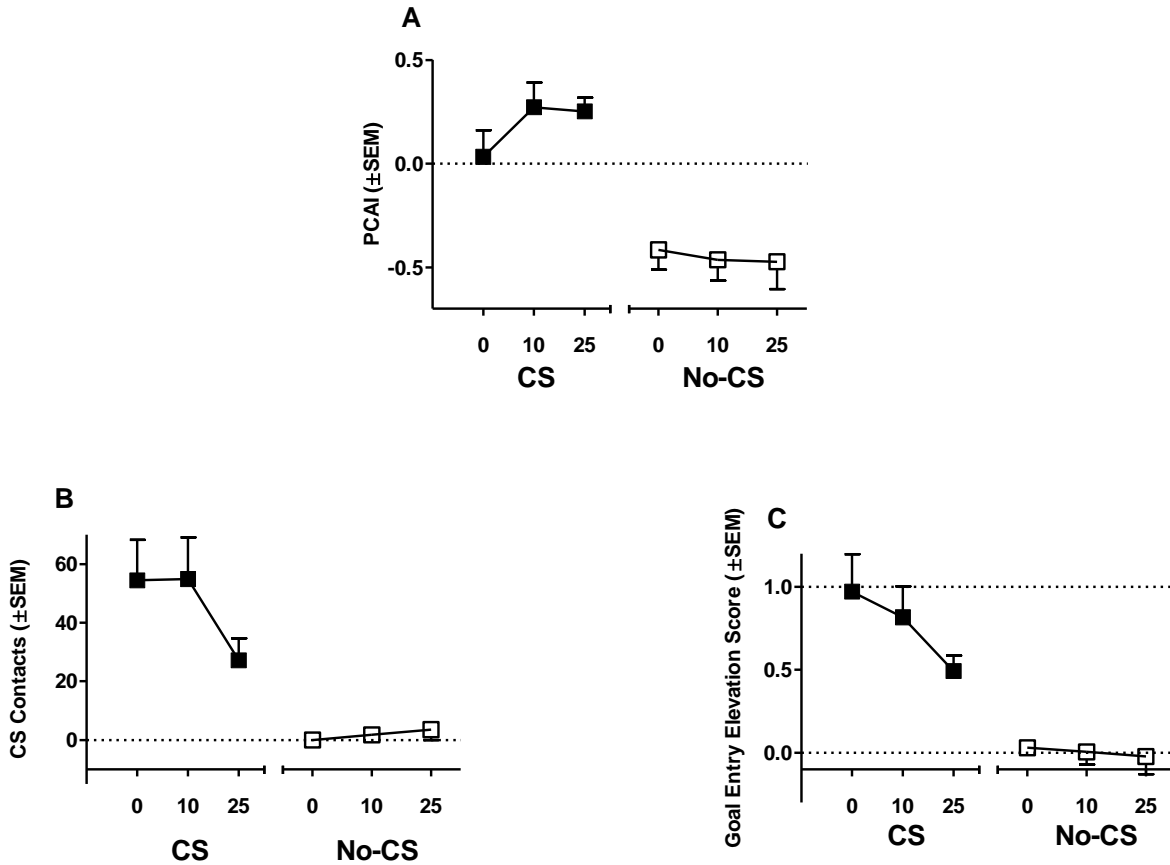 A
PCAI (±SEM)
0.5
0.0
-0.5
0 10 25 0 10 25
CS No-CS
B
CS Contacts (±SEM)
60
40
20
0
0 10 25 0 10 25
CS No-CS
C
Goal Entry Elevation Score (±SEM)
1.0
0.5
0.0
0 10 25 0 10 25
CS No-CS